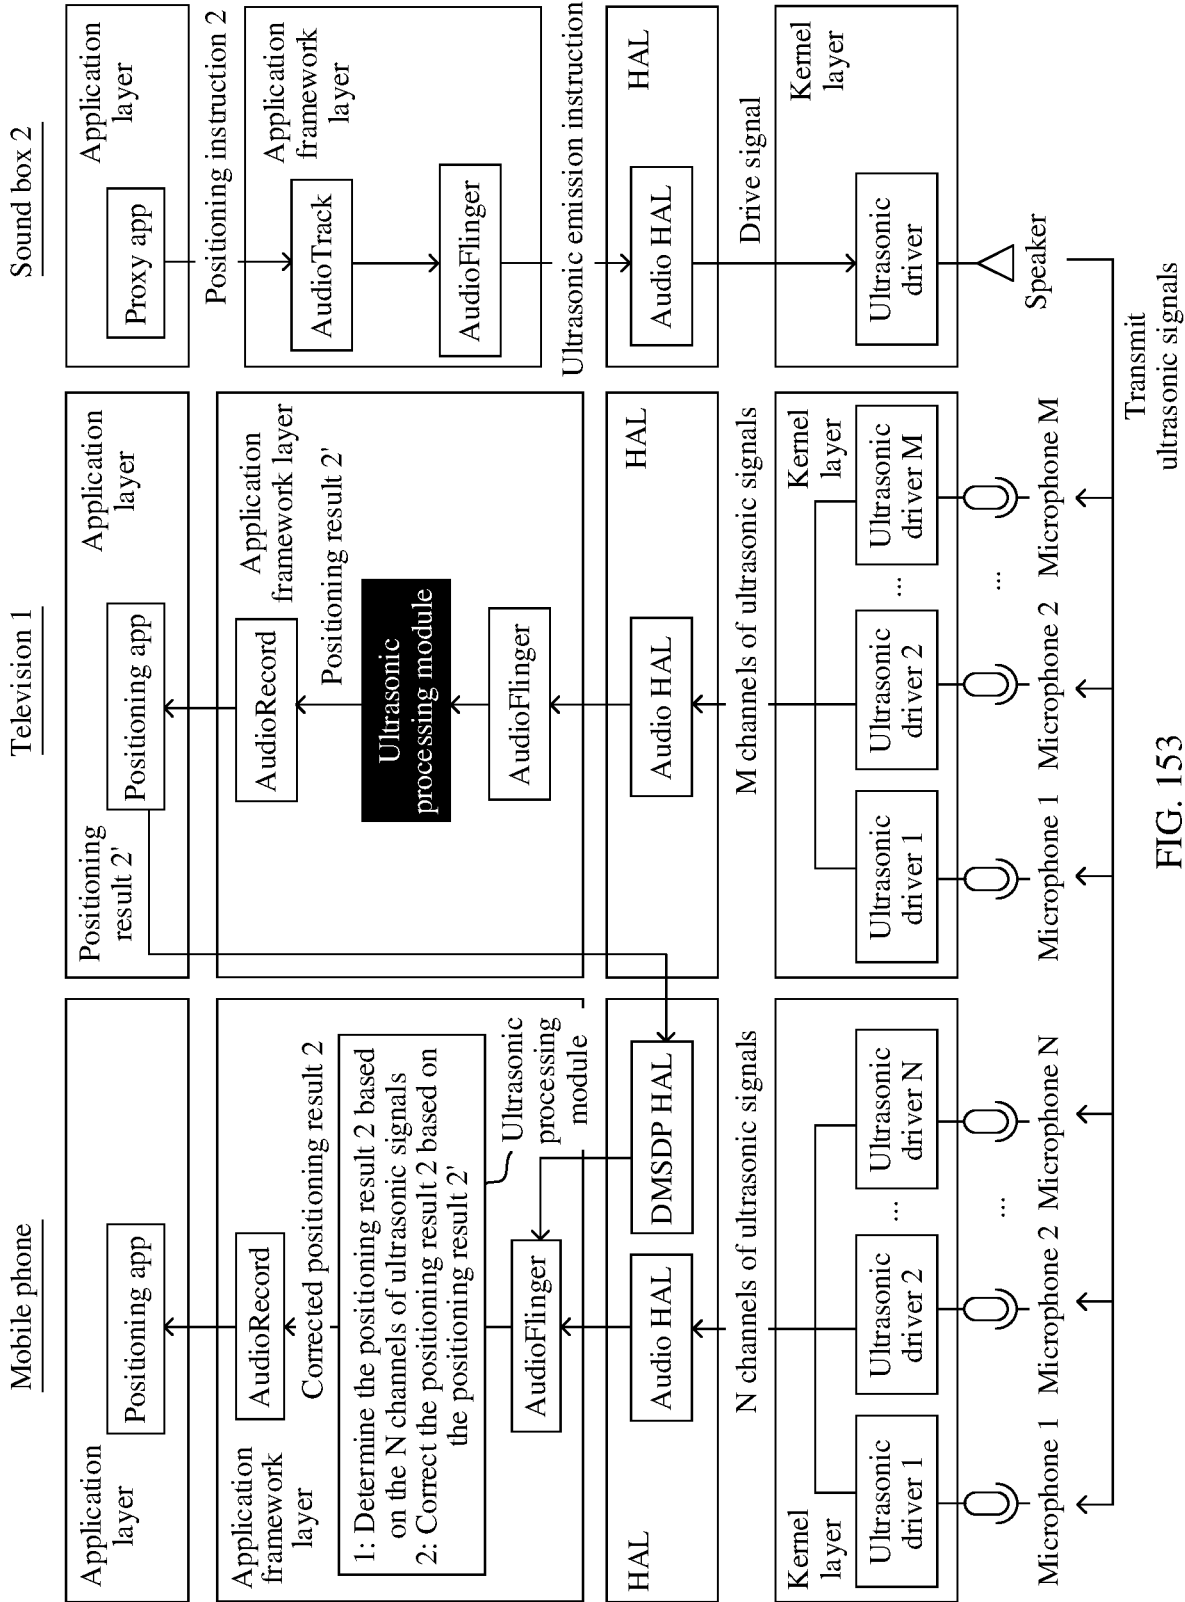 Mobile phone
Application
layer
Positioning app
Application
framework
layer
AudioRecord
Corrected positioning result 2
1: Determine the positioning result 2 based
on the N channels of ultrasonic signals
2: Correct the positioning result 2 based on
the positioning result 2'
Ultrasonic
processing
module
AudioFlinger
HAL
Audio HAL
DMSDP HAL
N channels of ultrasonic signals
Kernel
layer
Ultrasonic
driver 1
Ultrasonic
driver 2
...
Ultrasonic
driver N
Microphone 1
Microphone 2
...
Microphone N
Television 1
Positioning
result 2'
Positioning app
Application
layer
AudioRecord
Application
framework layer
Positioning result 2'
Ultrasonic
processing module
AudioFlinger
Audio HAL
HAL
M channels of ultrasonic signals
Kernel
layer
Ultrasonic
driver 1
Ultrasonic
driver 2
...
Ultrasonic
driver M
Microphone 1
Microphone 2
...
Microphone M
Sound box 2
Proxy app
Application
layer
Positioning instruction 2
Application
framework
layer
AudioTrack
AudioFlinger
Ultrasonic emission instruction
Audio HAL
HAL
Drive signal
Kernel
layer
Ultrasonic
driver
Speaker
Transmit
ultrasonic signals
FIG. 153